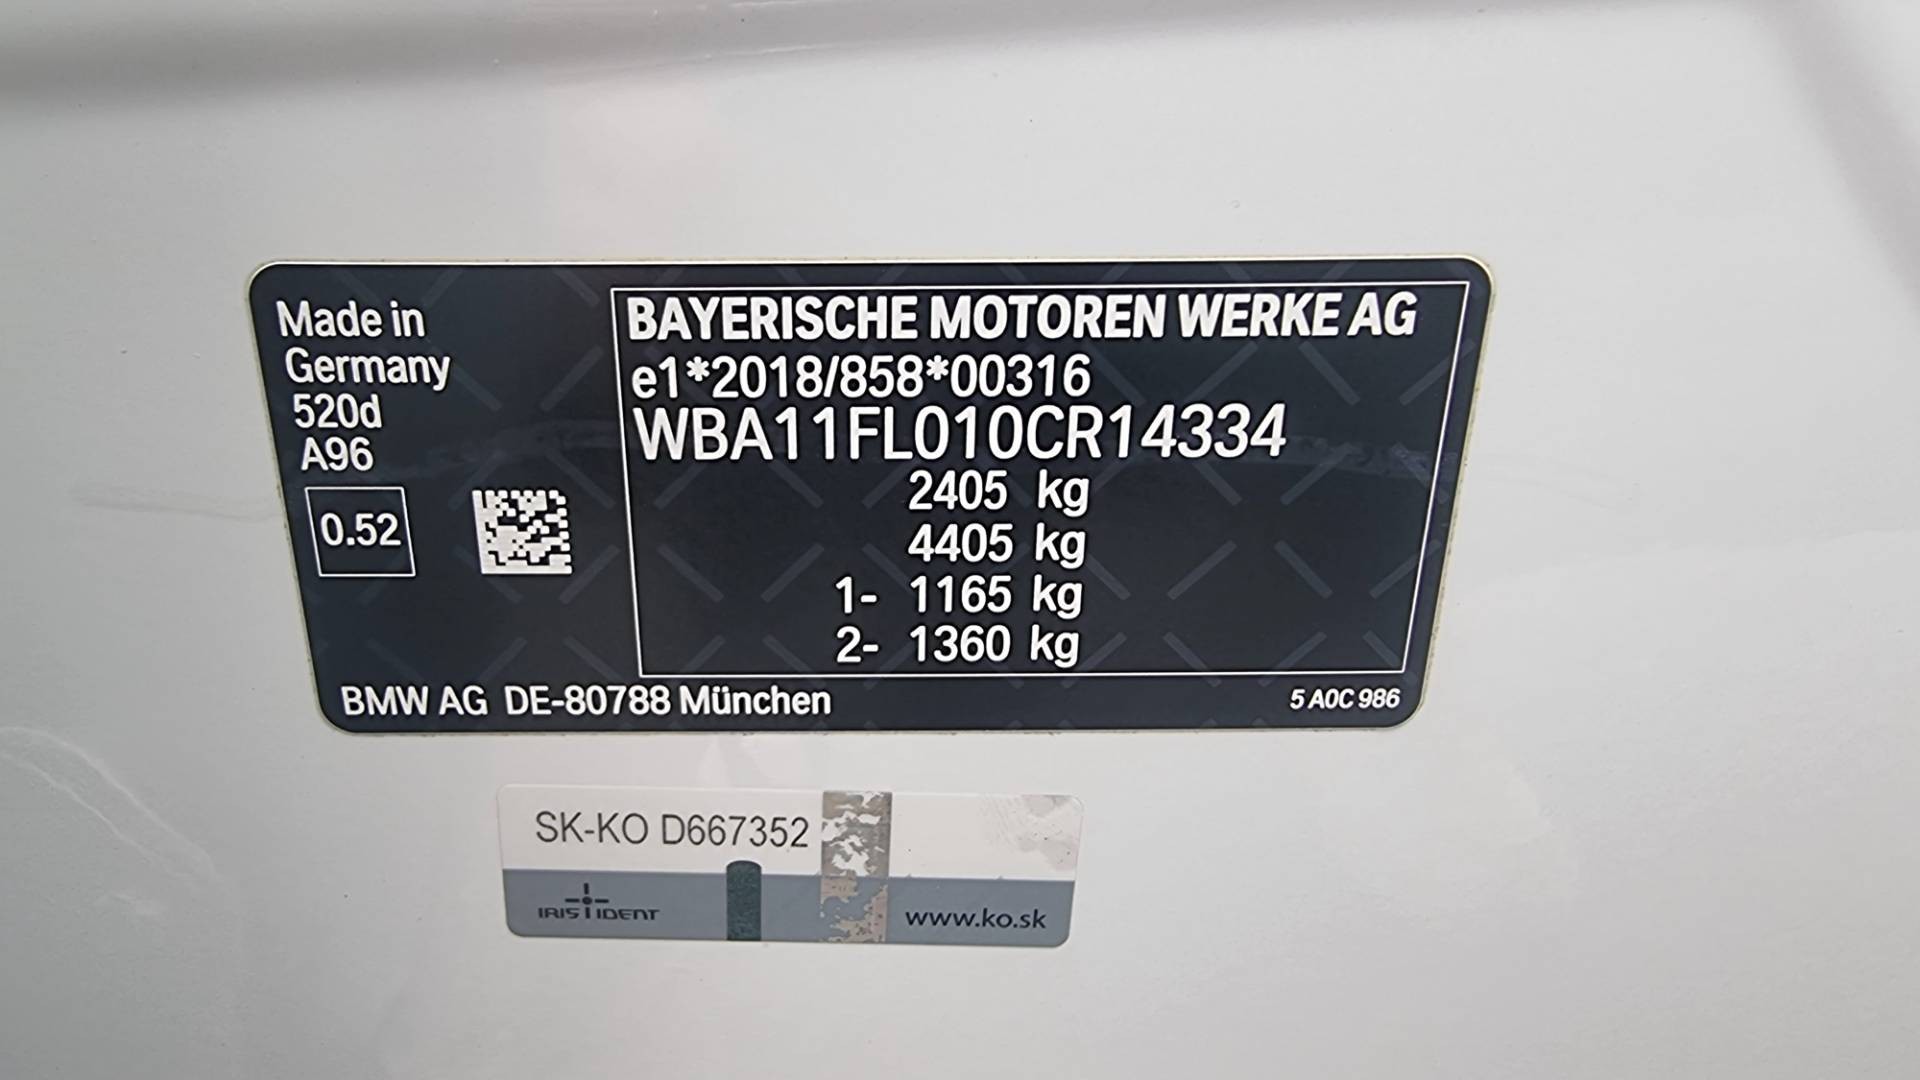 Made in
Germany
520d
A96
0.52
BAYERISCHE MOTOREN WERKE AG
e1*2018/858*00316
WBA11FL010CR14334
2405 kg
4405 kg
1- 1165 kg
2- 1360 kg
BMW AG DE-80788 München
5 A0C 986
SK-KO D667352
IRIS IDENT
www.ko.sk